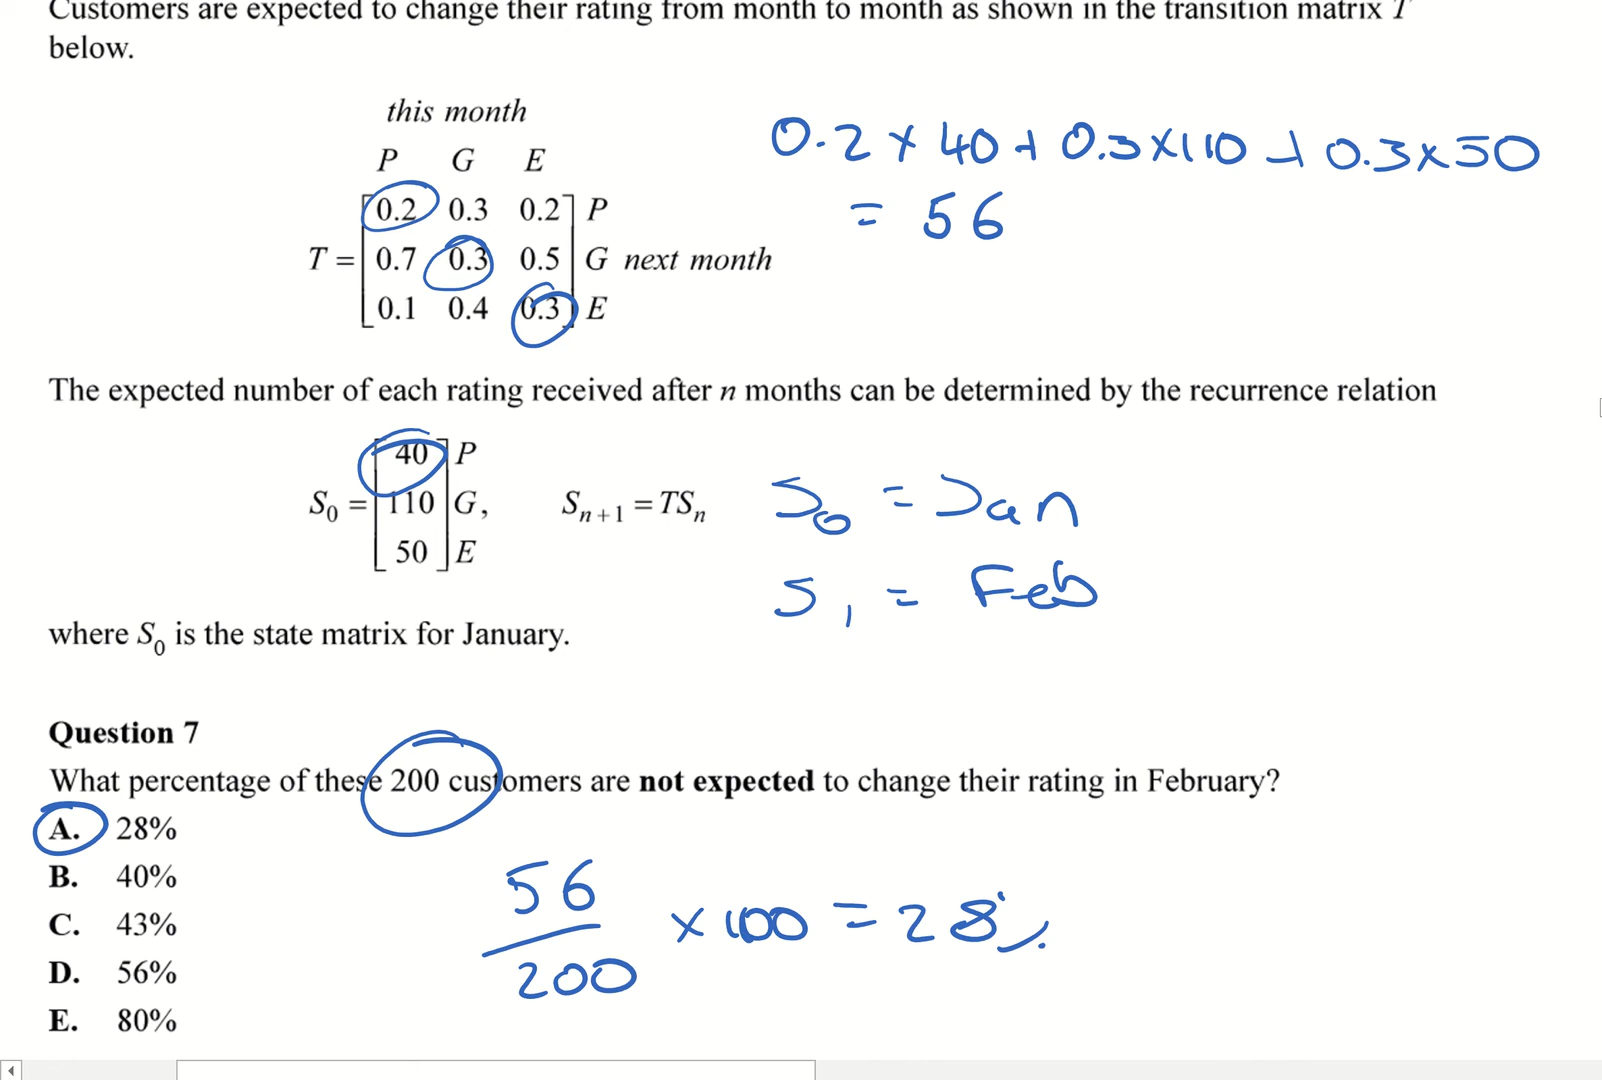 Customers are expected to change their rating from month to month as shown in the transition matrix T
below.
this month
0.2 × 40 + 0.3×110 + 0.3×50
P G E
= 56
0.2 0.3 0.2 P
T = 0.7 0.3 0.5 G next month
0.1 0.4 0.3 E
The expected number of each rating received after n months can be determined by the recurrence relation
40 P
S0 = 110 G, Sn+1 = TSn S0 = Jan
50 E
S1 = Feb
where S0 is the state matrix for January.
Question 7
What percentage of these 200 customers are not expected to change their rating in February?
A. 28%
B. 40%
C. 43%
D. 56%
E. 80%
56
200
× 100 = 28%